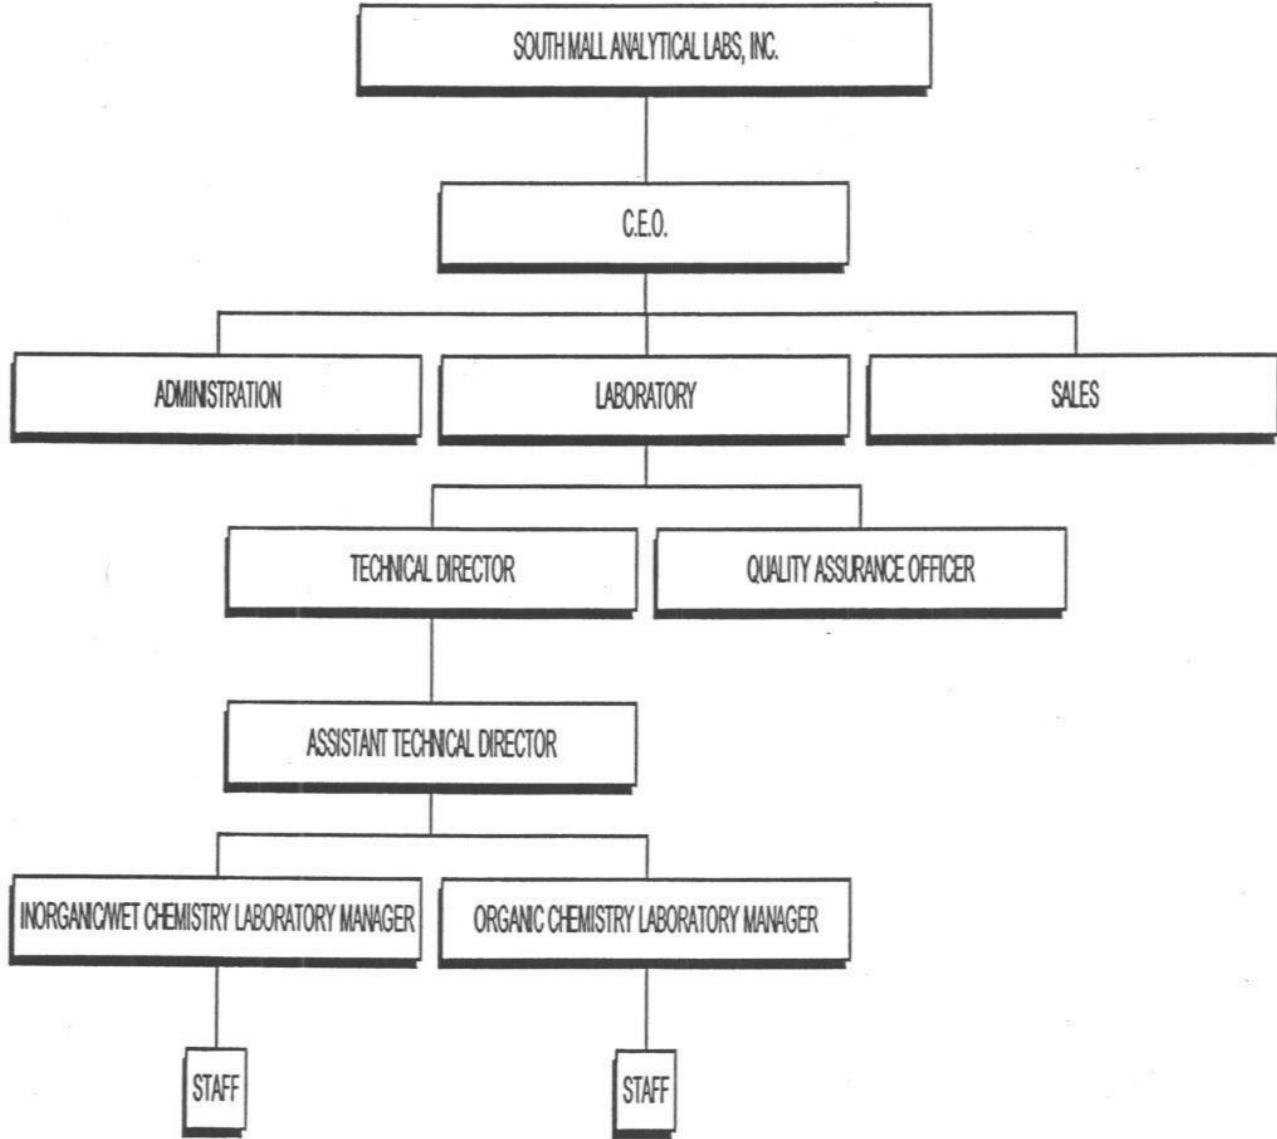 SOUTH MALL ANALYTICAL LABS, INC.
C.E.O.
ADMINISTRATION
LABORATORY
SALES
TECHNICAL DIRECTOR
QUALITY ASSURANCE OFFICER
ASSISTANT TECHNICAL DIRECTOR
INORGANIC/WET CHEMISTRY LABORATORY MANAGER
ORGANIC CHEMISTRY LABORATORY MANAGER
STAFF
STAFF